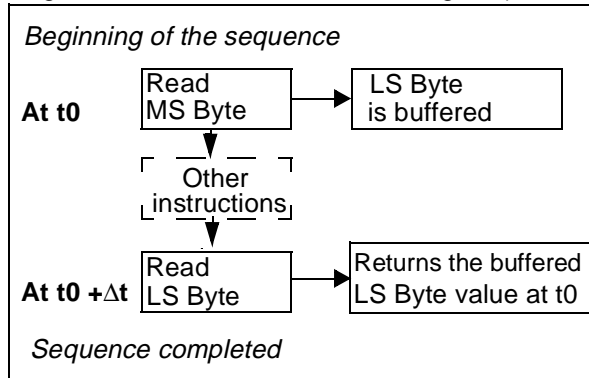 Beginning of the sequence
Read
MS Byte
LS Byte
is buffered
At t0
Other
instructions
Read
LS Byte
Returns the buffered
LS Byte value at t0
At t0 +Δt
Sequence completed